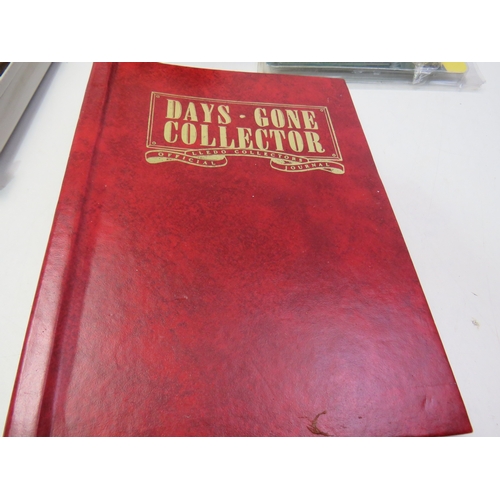 DAYS · GONE
COLLECTOR
LLEDO COLLECTORS
OFFICIAL JOURNAL